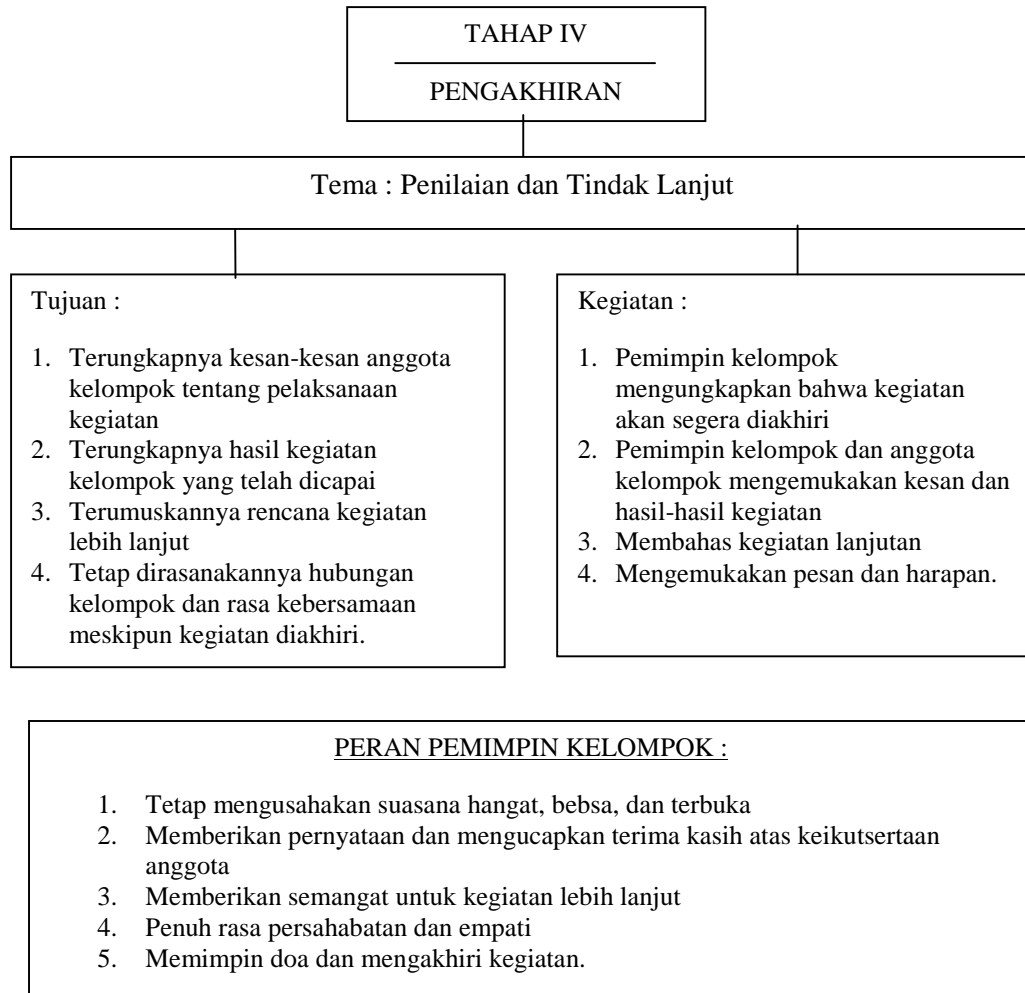 TAHAP IV
PENGAKHIRAN
Tema : Penilaian dan Tindak Lanjut
Tujuan :
1. Terungkapnya kesan-kesan anggota
kelompok tentang pelaksanaan
kegiatan
2. Terungkapnya hasil kegiatan
kelompok yang telah dicapai
3. Terumuskannya rencana kegiatan
lebih lanjut
4. Tetap dirasanakannya hubungan
kelompok dan rasa kebersamaan
meskipun kegiatan diakhiri.
Kegiatan :
1. Pemimpin kelompok
mengungkapkan bahwa kegiatan
akan segera diakhiri
2. Pemimpin kelompok dan anggota
kelompok mengemukakan kesan dan
hasil-hasil kegiatan
3. Membahas kegiatan lanjutan
4. Mengemukakan pesan dan harapan.
PERAN PEMIMPIN KELOMPOK :
1. Tetap mengusahakan suasana hangat, bebsa, dan terbuka
2. Memberikan pernyataan dan mengucapkan terima kasih atas keikutsertaan
anggota
3. Memberikan semangat untuk kegiatan lebih lanjut
4. Penuh rasa persahabatan dan empati
5. Memimpin doa dan mengakhiri kegiatan.